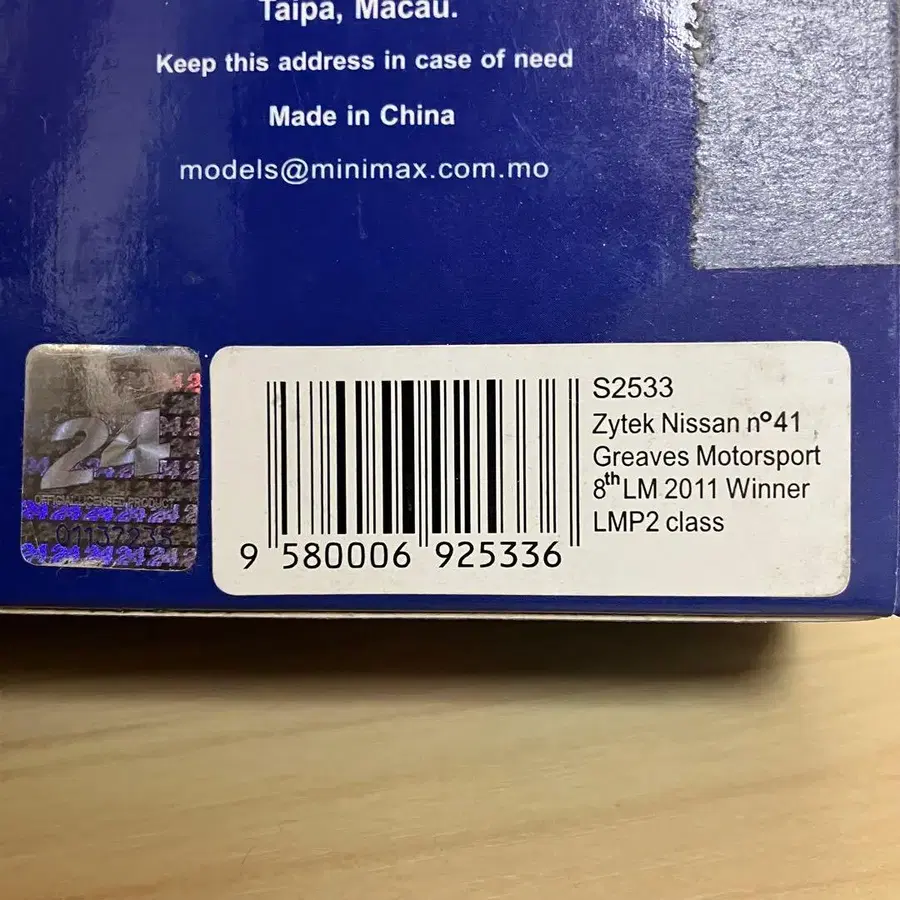 Taipa, Macau.
Keep this address in case of need
Made in China
models@minimax.com.mo
24
OFFICIAL LICENSED PRODUCT
S2533
Zytek Nissan nº41
Greaves Motorsport
8th LM 2011 Winner
LMP2 class
9 580006 925336